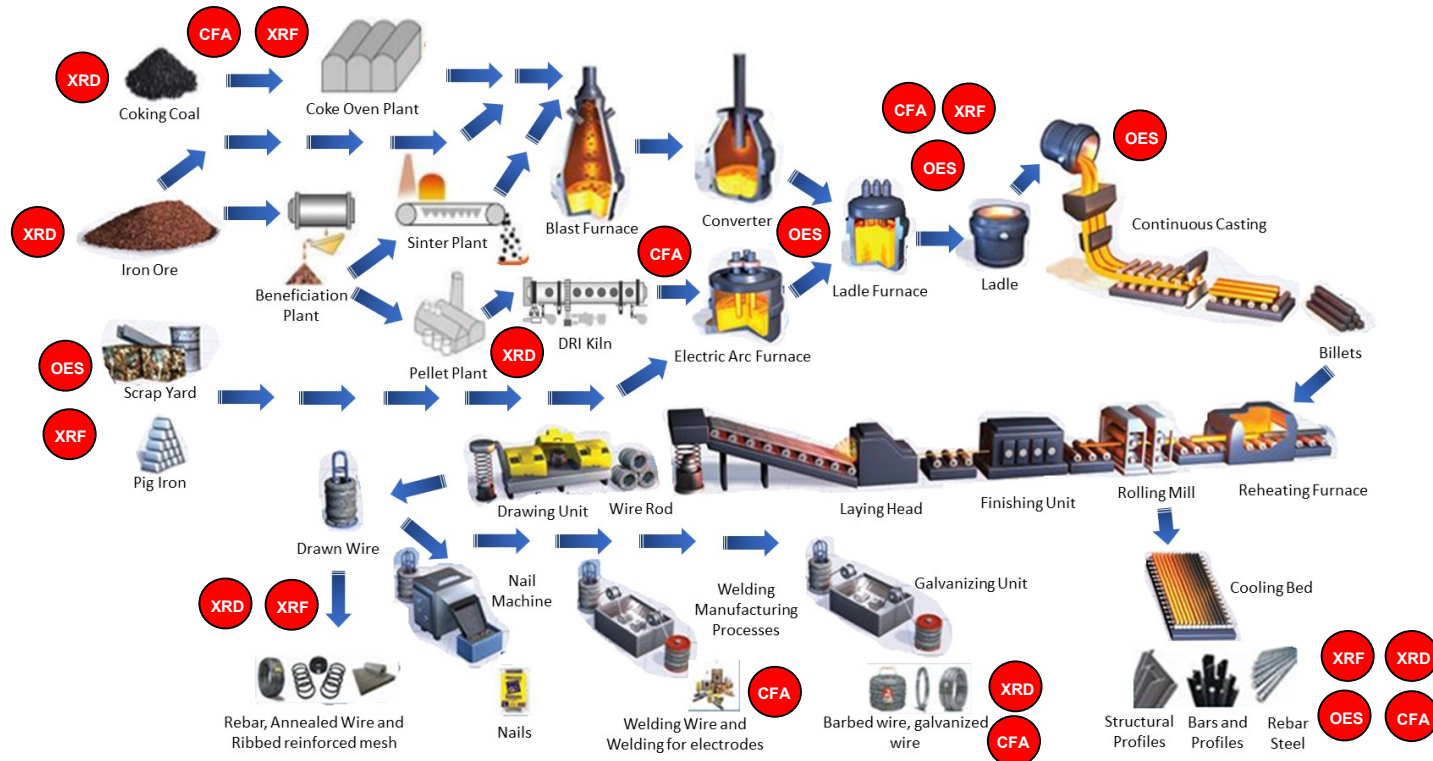 CFA
XRF
XRD
Coking Coal
Coke Oven Plant
CFA
XRF
OES
OES
XRD
Iron Ore
Beneficiation
Plant
Sinter Plant
Blast Furnace
Converter
CFA
OES
Ladle Furnace
Ladle
Continuous Casting
Pellet Plant
XRD
DRI Kiln
Electric Arc Furnace
Billets
OES
Scrap Yard
XRF
Pig Iron
Drawing Unit
Wire Rod
Laying Head
Finishing Unit
Rolling Mill
Reheating Furnace
Drawn Wire
Nail
Machine
Welding
Manufacturing
Processes
Galvanizing Unit
Cooling Bed
XRD
XRF
Rebar, Annealed Wire and
Ribbed reinforced mesh
Nails
CFA
Welding Wire and
Welding for electrodes
XRD
CFA
Barbed wire, galvanized
wire
Structural
Profiles
Bars and
Profiles
Rebar
Steel
XRF
XRD
OES
CFA